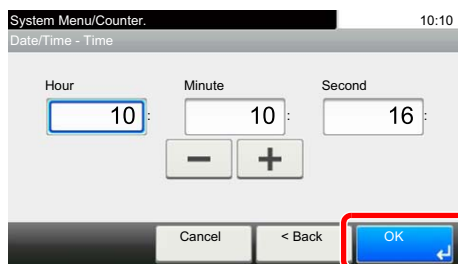 System Menu/Counter. 10:10
Date/Time - Time
Hour Minute Second
10 : 10 : 16 :
Cancel < Back OK